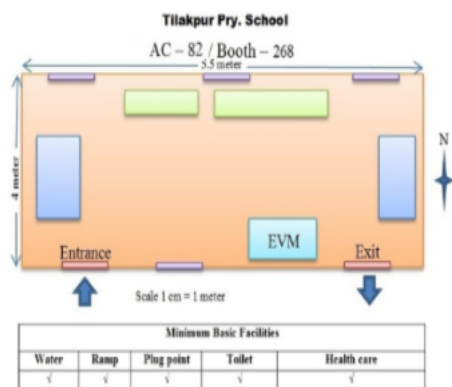 Tilakpur Pry. School
AC – 82 / Booth – 268
5.5 meter
4 meter
N
Entrance
EVM
Exit
Scale 1 cm = 1 meter
Minimum Basic Facilities
Water Ramp Plug point Toilet Health care
√ √ √ √ √